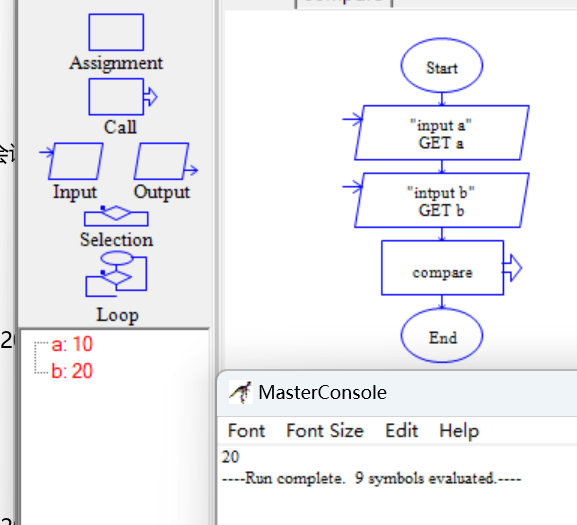 compare
Assignment
Call
Input
Output
Selection
Loop
a: 10
b: 20
Start
"input a"
GET a
"intput b"
GET b
compare
End
MasterConsole
Font
Font Size
Edit
Help
20
----Run complete. 9 symbols evaluated.----